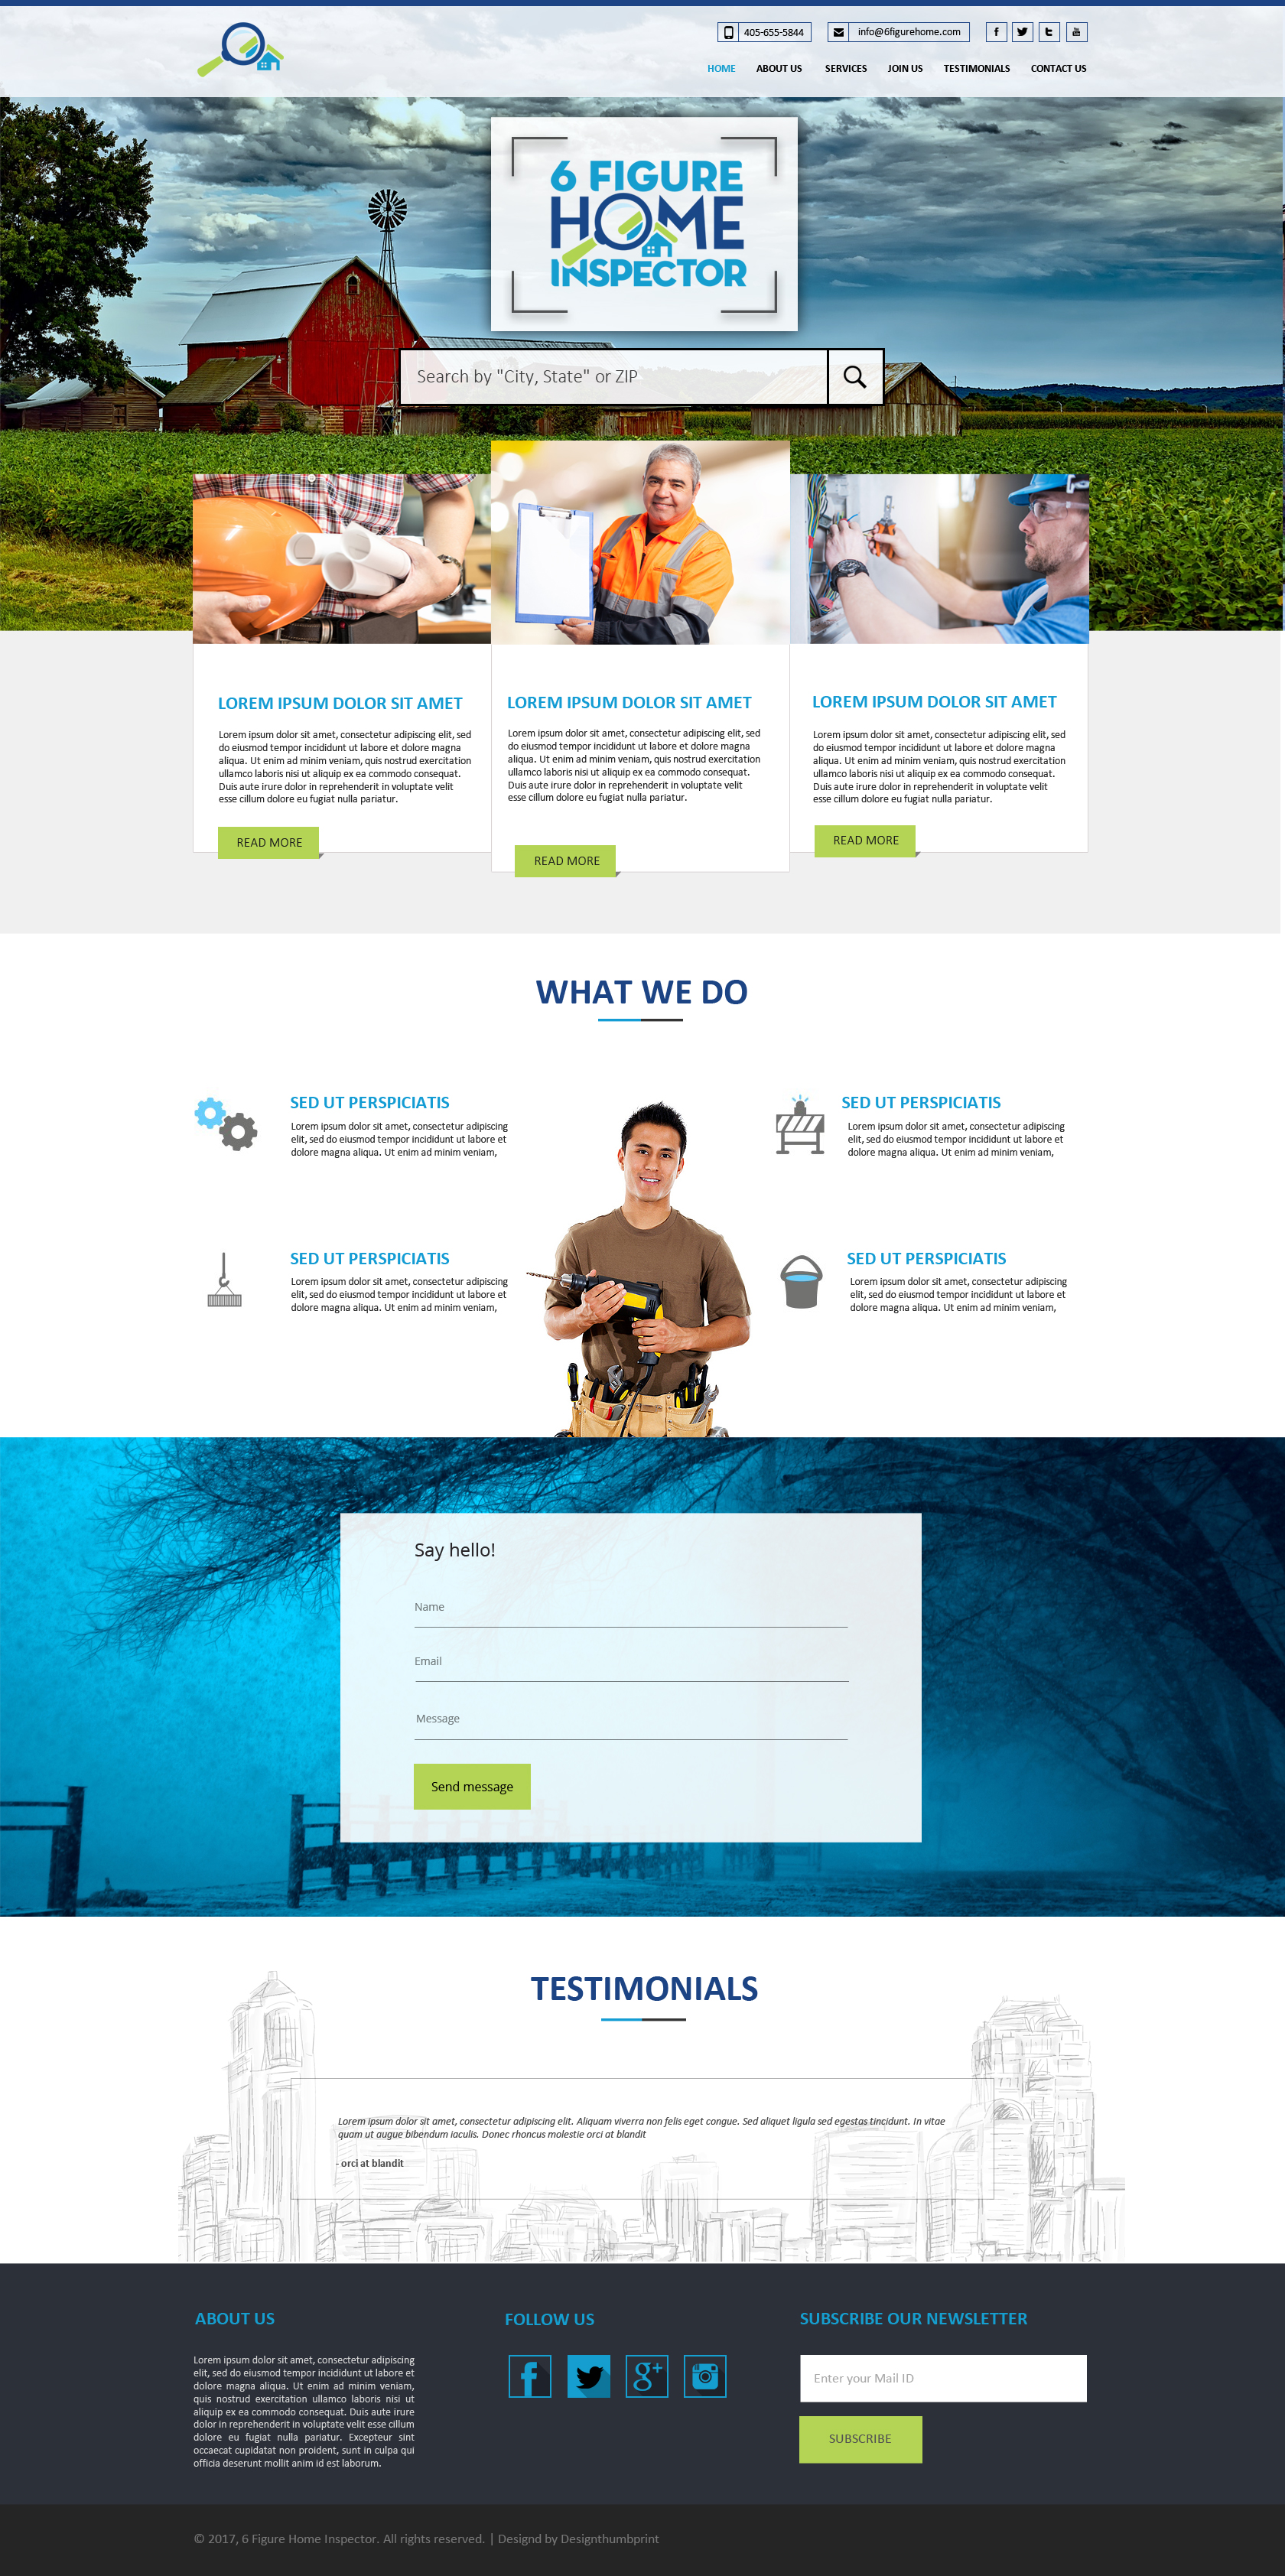 405-655-5844
info@6figurehome.com
HOME ABOUT US SERVICES JOIN US TESTIMONIALS CONTACT US
6 FIGURE
HOME
INSPECTOR
Search by "City, State" or ZIP
LOREM IPSUM DOLOR SIT AMET
Lorem ipsum dolor sit amet, consectetur adipiscing elit, sed
do eiusmod tempor incididunt ut labore et dolore magna
aliqua. Ut enim ad minim veniam, quis nostrud exercitation
ullamco laboris nisi ut aliquip ex ea commodo consequat.
Duis aute irure dolor in reprehenderit in voluptate velit
esse cillum dolore eu fugiat nulla pariatur.
READ MORE
LOREM IPSUM DOLOR SIT AMET
Lorem ipsum dolor sit amet, consectetur adipiscing elit, sed
do eiusmod tempor incididunt ut labore et dolore magna
aliqua. Ut enim ad minim veniam, quis nostrud exercitation
ullamco laboris nisi ut aliquip ex ea commodo consequat.
Duis aute irure dolor in reprehenderit in voluptate velit
esse cillum dolore eu fugiat nulla pariatur.
READ MORE
LOREM IPSUM DOLOR SIT AMET
Lorem ipsum dolor sit amet, consectetur adipiscing elit, sed
do eiusmod tempor incididunt ut labore et dolore magna
aliqua. Ut enim ad minim veniam, quis nostrud exercitation
ullamco laboris nisi ut aliquip ex ea commodo consequat.
Duis aute irure dolor in reprehenderit in voluptate velit
esse cillum dolore eu fugiat nulla pariatur.
READ MORE
WHAT WE DO
SED UT PERSPICIATIS
Lorem ipsum dolor sit amet, consectetur adipiscing
elit, sed do eiusmod tempor incididunt ut labore et
dolore magna aliqua. Ut enim ad minim veniam,
SED UT PERSPICIATIS
Lorem ipsum dolor sit amet, consectetur adipiscing
elit, sed do eiusmod tempor incididunt ut labore et
dolore magna aliqua. Ut enim ad minim veniam,
SED UT PERSPICIATIS
Lorem ipsum dolor sit amet, consectetur adipiscing
elit, sed do eiusmod tempor incididunt ut labore et
dolore magna aliqua. Ut enim ad minim veniam,
SED UT PERSPICIATIS
Lorem ipsum dolor sit amet, consectetur adipiscing
elit, sed do eiusmod tempor incididunt ut labore et
dolore magna aliqua. Ut enim ad minim veniam,
Say hello!
Name
Email
Message
Send message
TESTIMONIALS
Lorem ipsum dolor sit amet, consectetur adipiscing elit. Aliquam viverra non felis eget congue. Sed aliquet ligula sed egestas tincidunt. In vitae
quam ut augue bibendum iaculis. Donec rhoncus molestie orci at blandit
- orci at blandit
ABOUT US
Lorem ipsum dolor sit amet, consectetur adipiscing
elit, sed do eiusmod tempor incididunt ut labore et
dolore magna aliqua. Ut enim ad minim veniam,
quis nostrud exercitation ullamco laboris nisi ut
aliquip ex ea commodo consequat. Duis aute irure
dolor in reprehenderit in voluptate velit esse cillum
dolore eu fugiat nulla pariatur. Excepteur sint
occaecat cupidatat non proident, sunt in culpa qui
officia deserunt mollit anim id est laborum.
FOLLOW US
SUBSCRIBE OUR NEWSLETTER
Enter your Mail ID
SUBSCRIBE
© 2017, 6 Figure Home Inspector. All rights reserved. | Designd by Designthumbprint